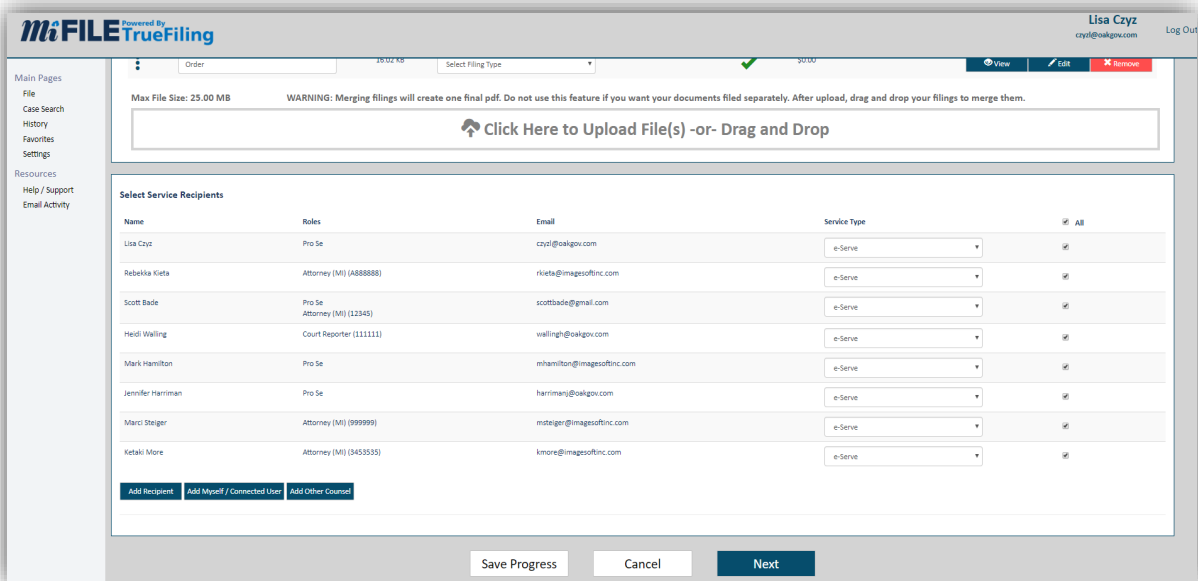 MiFILE Powered By TrueFiling
Lisa Czyz
czyzl@oakgov.com
Log Out
Main Pages
File
Case Search
History
Favorites
Settings
Resources
Help / Support
Email Activity
Order 16.02 KB Select Filing Type $0.00 View Edit Remove
Max File Size: 25.00 MB WARNING: Merging filings will create one final pdf. Do not use this feature if you want your documents filed separately. After upload, drag and drop your filings to merge them.
Click Here to Upload File(s) -or- Drag and Drop
Select Service Recipients
Name Roles Email Service Type All
Lisa Czyz Pro Se czyzl@oakgov.com e-Serve
Rebekka Kieta Attorney (MI) (A888888) rkieta@imagesoftinc.com e-Serve
Scott Bade Pro Se scottbade@gmail.com e-Serve
Attorney (MI) (12345)
Heidi Walling Court Reporter (111111) wallingh@oakgov.com e-Serve
Mark Hamilton Pro Se mhamilton@imagesoftinc.com e-Serve
Jennifer Harriman Pro Se harrimanj@oakgov.com e-Serve
Marci Steiger Attorney (MI) (999999) msteiger@imagesoftinc.com e-Serve
Ketaki More Attorney (MI) (3453535) kmore@imagesoftinc.com e-Serve
Add Recipient Add Myself / Connected User Add Other Counsel
Save Progress Cancel Next